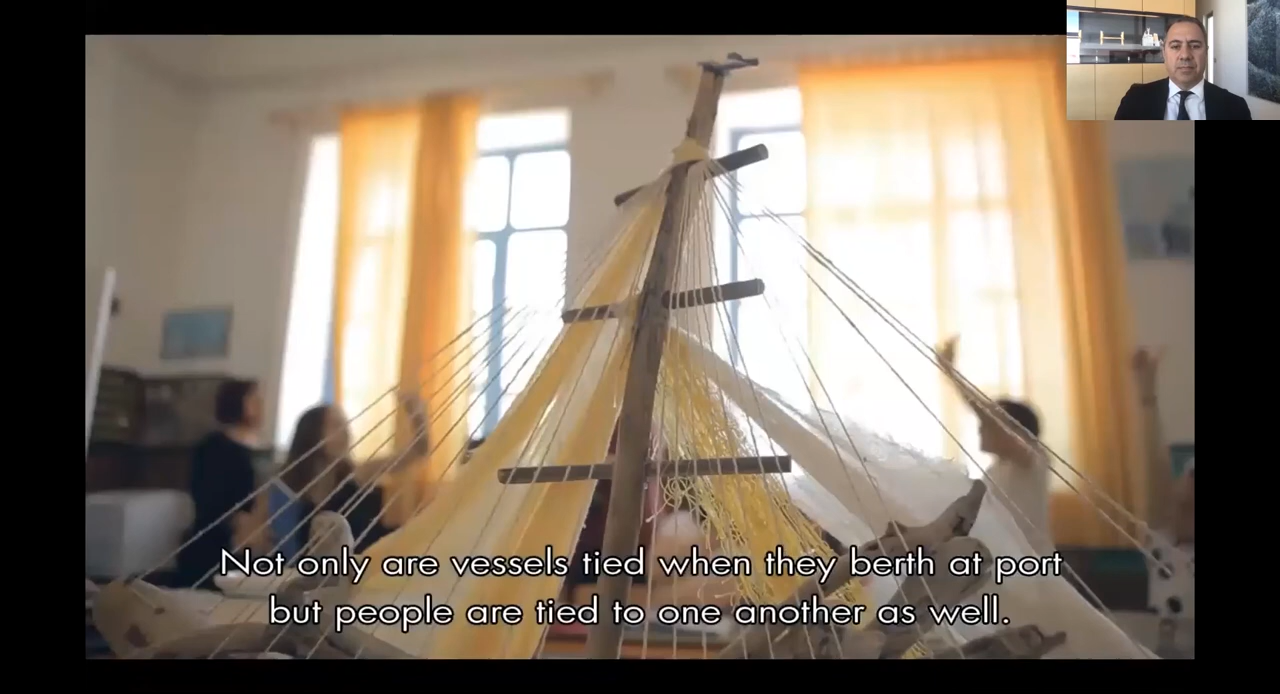 Not only are vessels tied when they berth at port
but people are tied to one another as well.